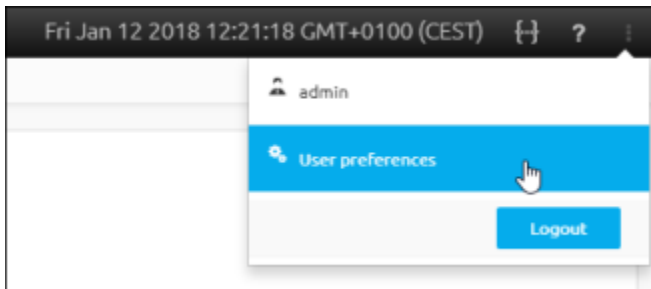 Fri Jan 12 2018 12:21:18 GMT+0100 (CEST) {--} ?
admin
User preferences
Logout